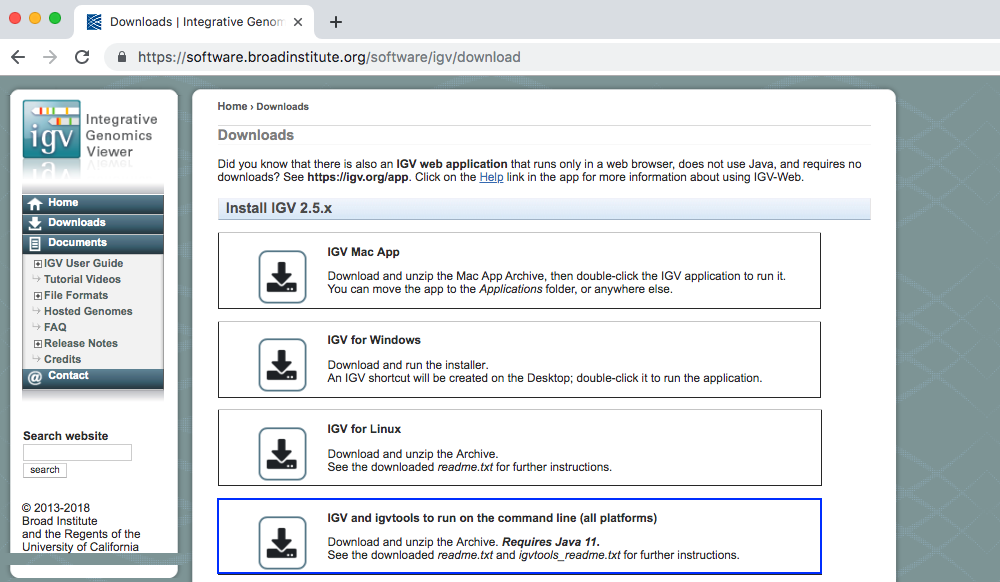 Downloads | Integrative Genom
https://software.broadinstitute.org/software/igv/download
igv
Integrative
Genomics
Viewer
Home
Downloads
Documents
IGV User Guide
Tutorial Videos
File Formats
Hosted Genomes
FAQ
Release Notes
Credits
@ Contact
Search website
search
© 2013-2018
Broad Institute
and the Regents of the
University of California
Home › Downloads
Downloads
Did you know that there is also an IGV web application that runs only in a web browser, does not use Java, and requires no
downloads? See https://igv.org/app. Click on the Help link in the app for more information about using IGV-Web.
Install IGV 2.5.x
IGV Mac App
Download and unzip the Mac App Archive, then double-click the IGV application to run it.
You can move the app to the Applications folder, or anywhere else.
IGV for Windows
Download and run the installer.
An IGV shortcut will be created on the Desktop; double-click it to run the application.
IGV for Linux
Download and unzip the Archive.
See the downloaded readme.txt for further instructions.
IGV and igvtools to run on the command line (all platforms)
Download and unzip the Archive. Requires Java 11.
See the downloaded readme.txt and igvtools_readme.txt for further instructions.